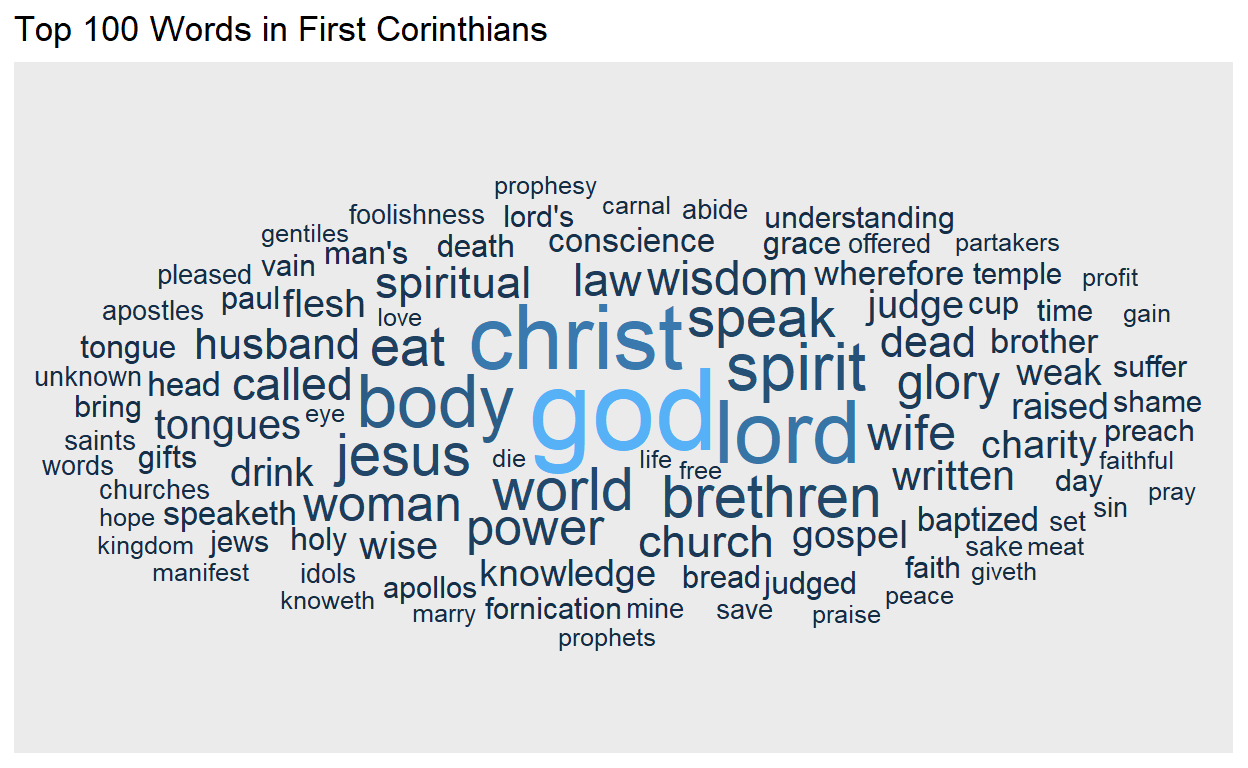 Top 100 Words in First Corinthians
prophesy
foolishness lord's carnal abide understanding
gentiles man's death conscience grace offered partakers
pleased vain spiritual law wisdom wherefore temple profit
apostles paul flesh love christ speak judge cup time gain
tongue husband eat spirit dead brother
unknown head called body god glory weak suffer
bring tongues eye lord wife raised shame
saints jesus charity preach
words gifts drink die life free written day faithful
churches woman world brethren sin pray
hope speaketh power baptized set
kingdom jews holy wise church gospel sake meat
manifest idols knowledge bread judged faith giveth
knoweth apollos peace
marry fornication mine save praise
prophets